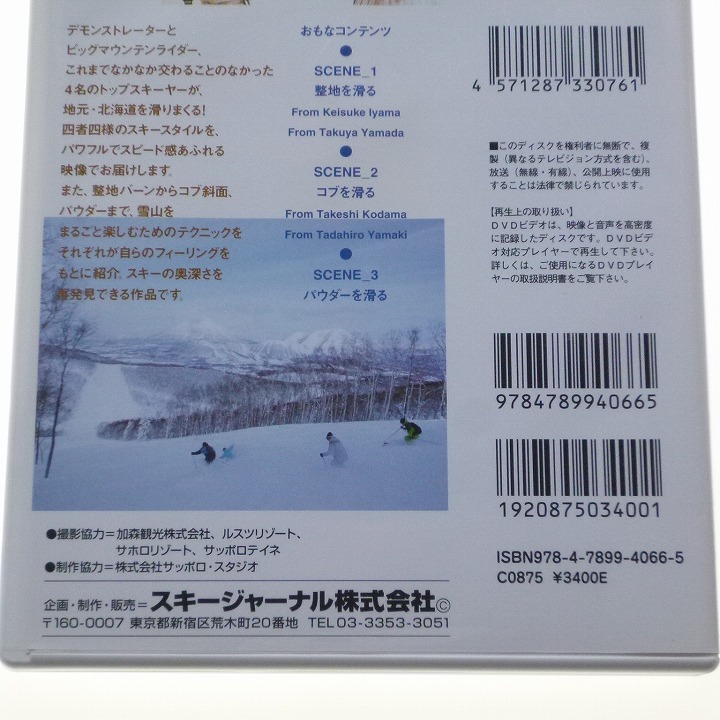 デモンストレーターと
ビッグマウンテンライダー、
これまでなかなか交わることのなかった
4名のトップスキーヤーが、
地元・北海道を滑りまくる!
四者四様のスキースタイルを、
パワフルでスピード感あふれる
映像でお届けします。
また、整地バーンからコブ斜面、
パウダーまで、雪山を
まるごと楽しむためのテクニックを
それぞれが自らのフィーリングを
もとに紹介。スキーの奥深さを
再発見できる作品です。
おもなコンテンツ
●
SCENE_1
整地を滑る
From Keisuke Iyama
From Takuya Yamada
●
SCENE_2
コブを滑る
From Takeshi Kodama
From Tadahiro Yamaki
●
SCENE_3
パウダーを滑る
4 571287 330761
■このディスクを権利者に無断で、複
製(異なるテレビジョン方式を含む)、
放送(無線・有線)、公開上映に使用
することは法律で禁じられています。
【再生上の取り扱い】
DVDビデオは、映像と音声を高密度
に記録したディスクです。DVDビデ
オ対応プレイヤーで再生して下さい。
詳しくは、ご使用になるDVDプレイ
ヤーの取扱説明書をご覧下さい。
9784789940665
1920875034001
ISBN978-4-7899-4066-5
C0875 ¥3400E
●撮影協力=加森観光株式会社、ルスツリゾート、
サホロリゾート、サッポロテイネ
●制作協力=株式会社サッポロ・スタジオ
企画・制作・販売=スキージャーナル株式会社©
〒160-0007 東京都新宿区荒木町20番地 TEL 03-3353-3051